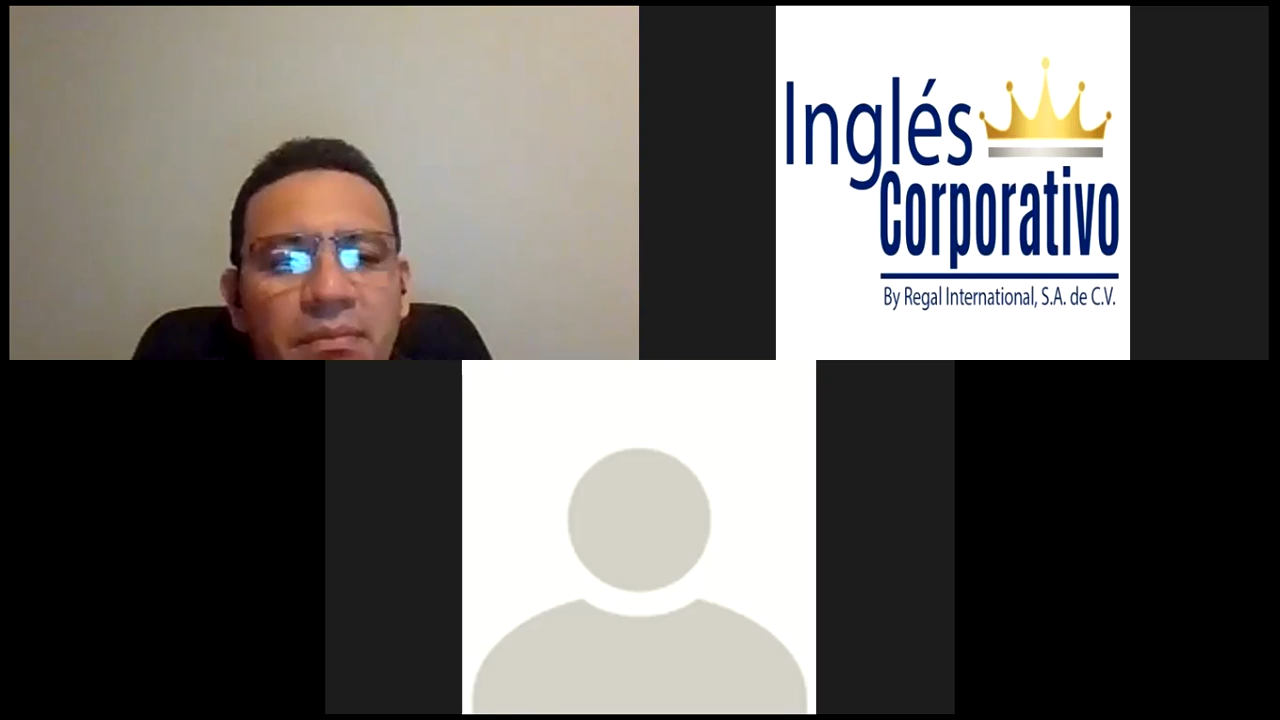 Inglés
Corporativo
By Regal International, S.A. de C.V.